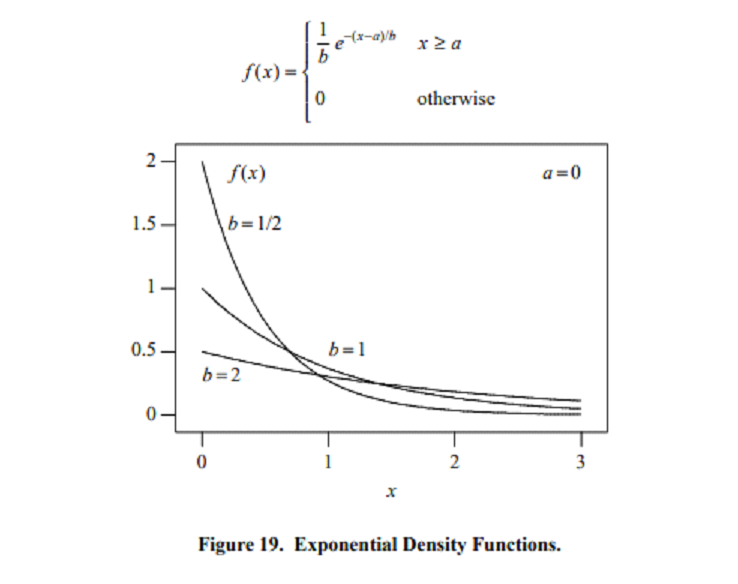 f(x) = { 1/b e^{-(x-a)/b} x ≥ a
0 otherwise
2
f(x)
a=0
1.5
b=1/2
1
0.5
b=1
b=2
0
0 1 2 3
x
Figure 19. Exponential Density Functions.